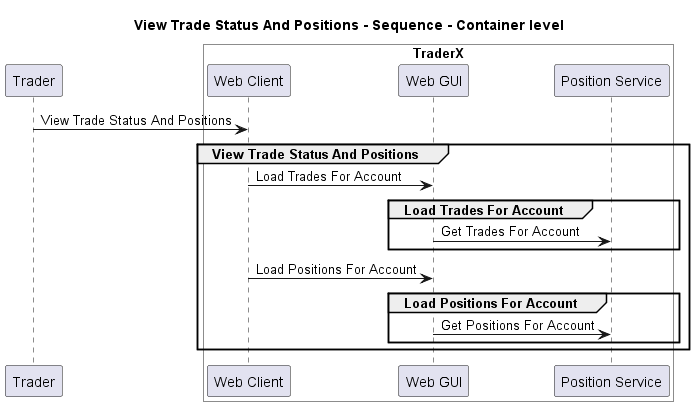 View Trade Status And Positions - Sequence - Container level
TraderX
Trader
Web Client
Web GUI
Position Service
View Trade Status And Positions
View Trade Status And Positions
Load Trades For Account
Load Trades For Account
Get Trades For Account
Load Positions For Account
Load Positions For Account
Get Positions For Account
Trader
Web Client
Web GUI
Position Service